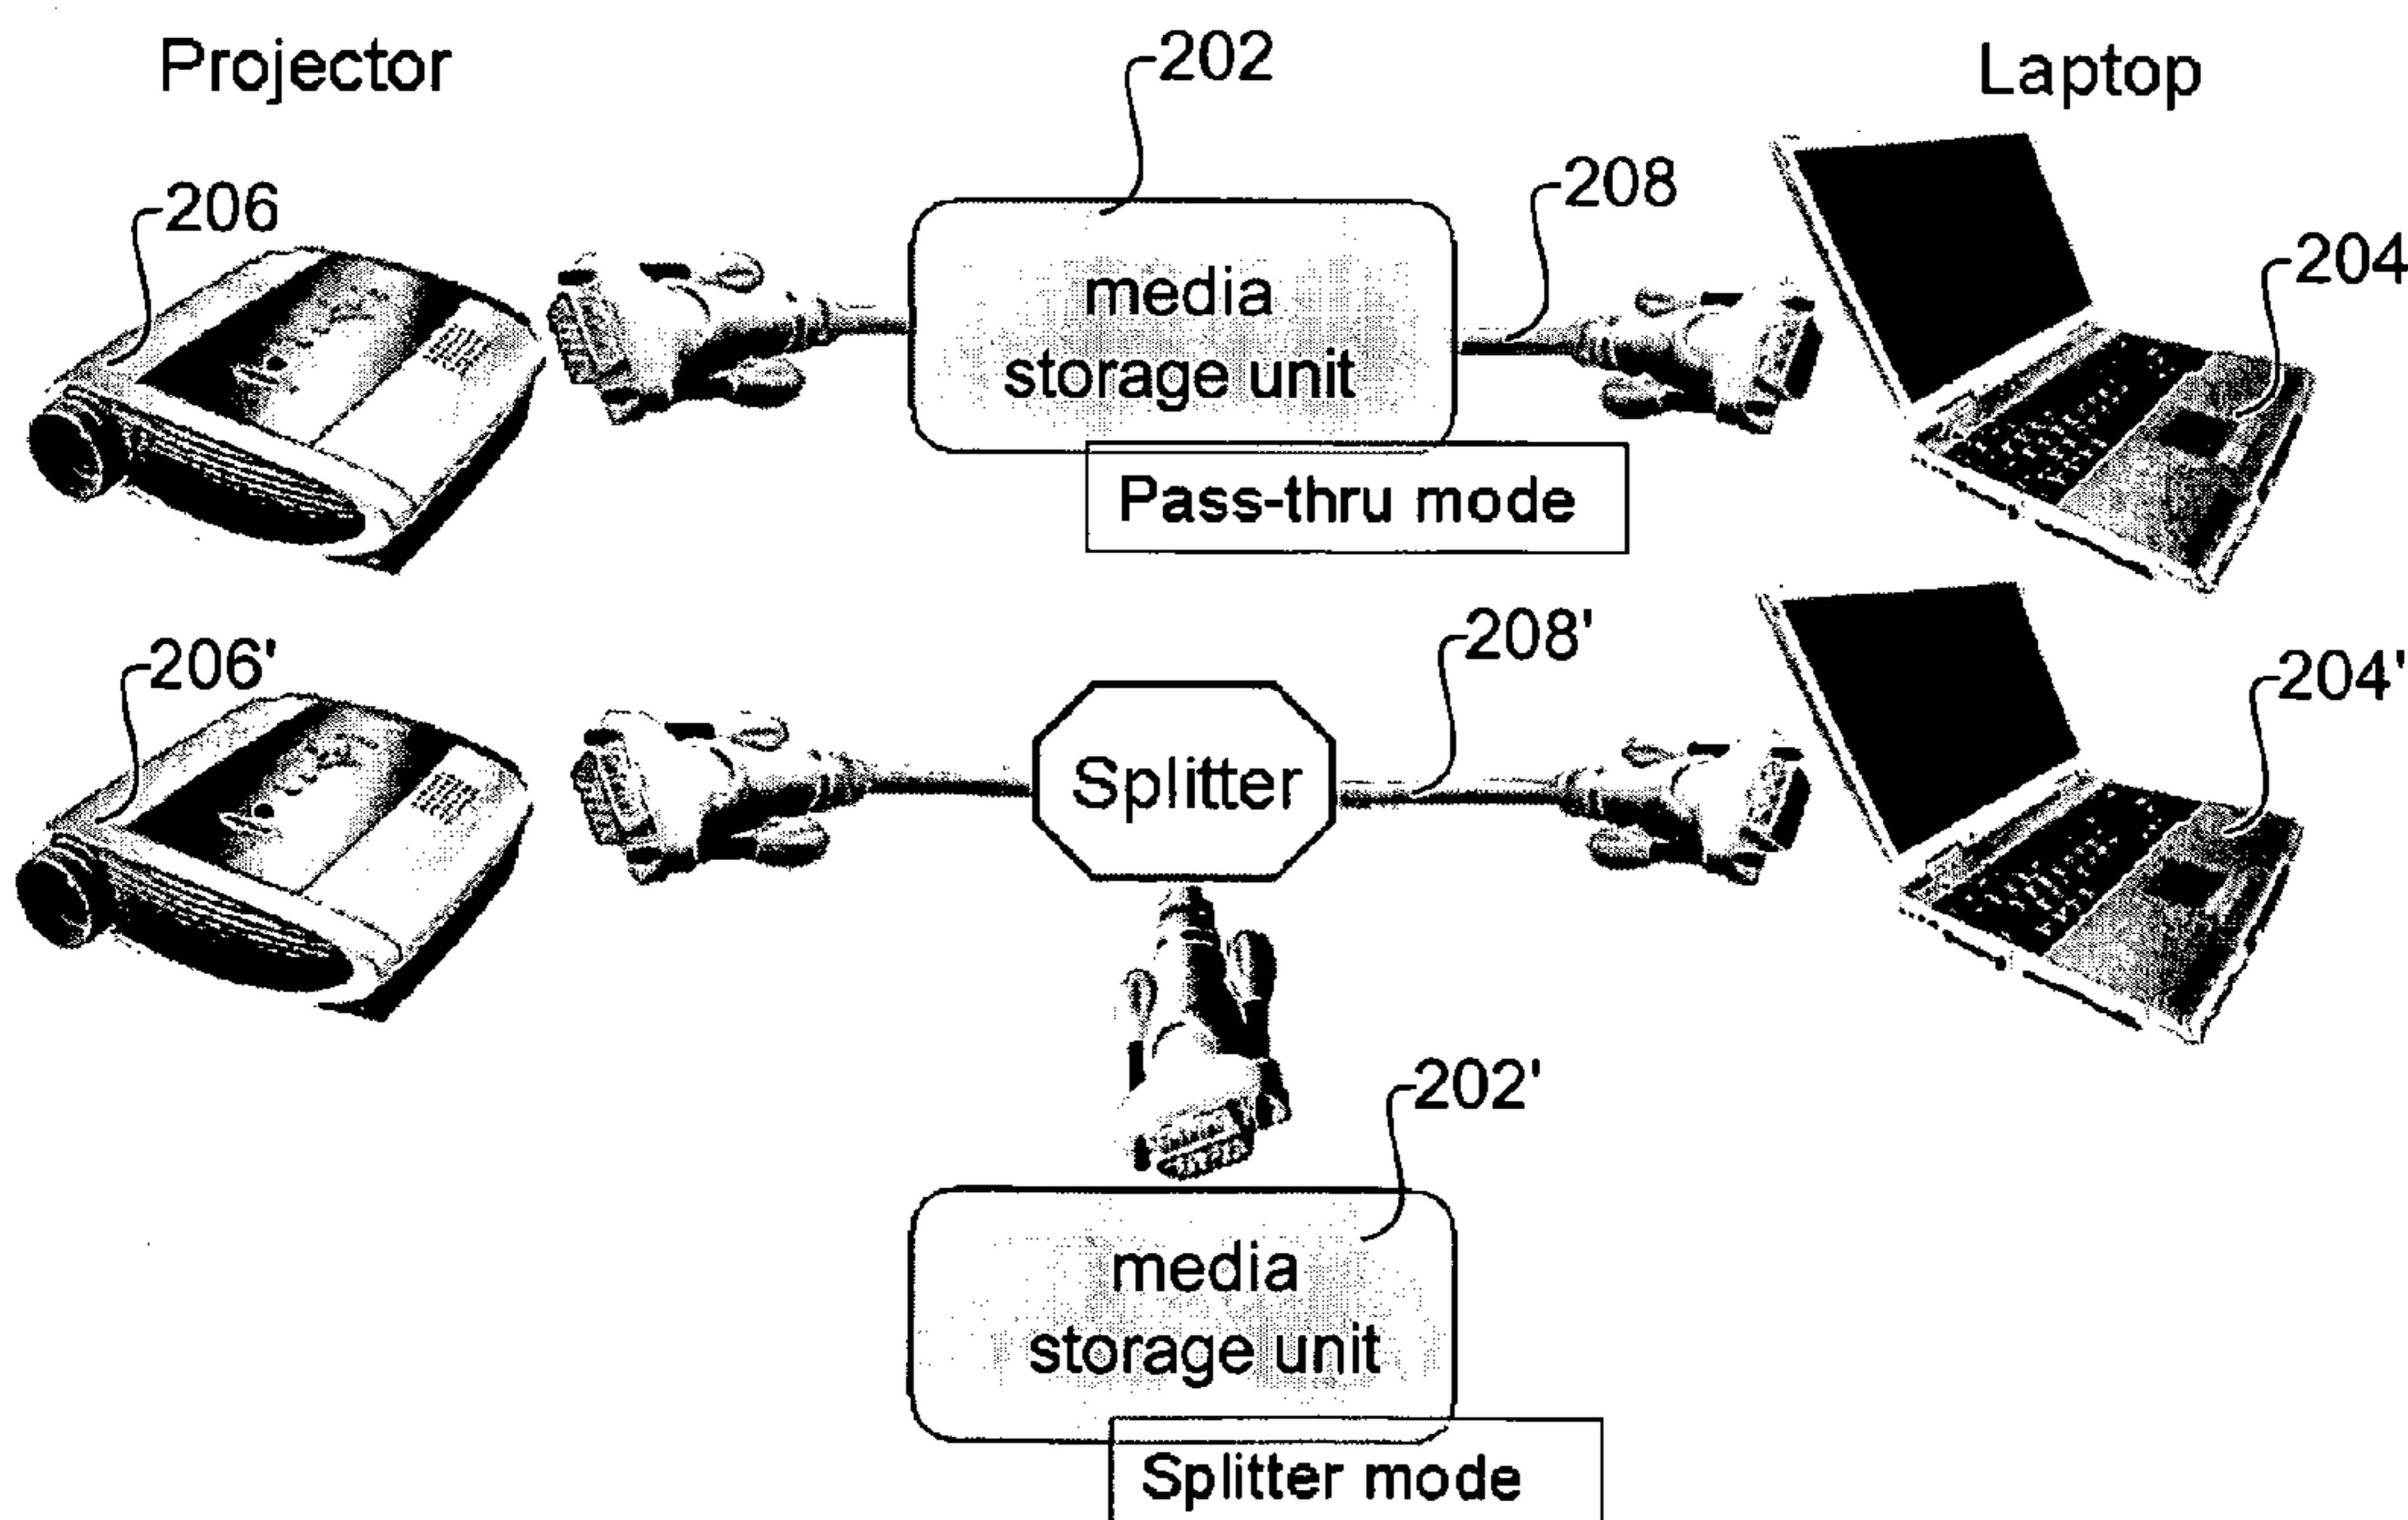 Projector
202
Laptop
206
208
204
media
storage unit
Pass-thru mode
206'
208'
204'
Splitter
202'
media
storage unit
Splitter mode